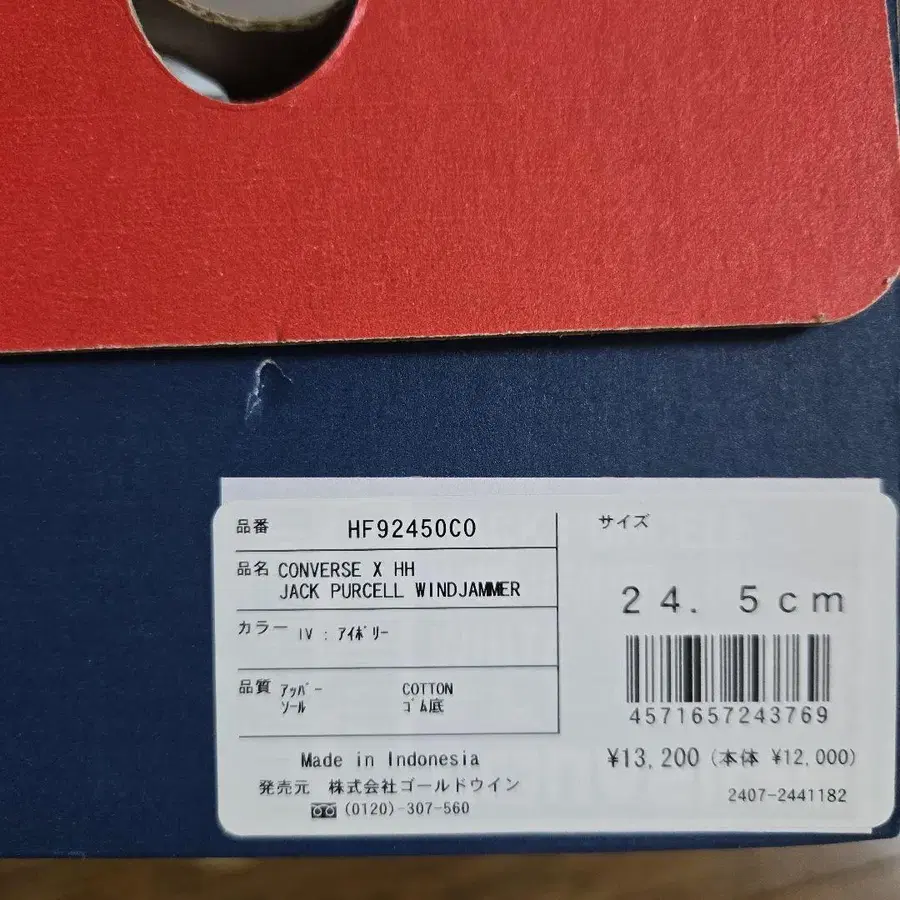 品番 HF92450CO
品名 CONVERSE X HH
JACK PURCELL WINDJAMMER
カラー IV : ｱｲﾎﾞﾘｰ
品質 ｱｯﾊﾟｰ COTTON
ｿｰﾙ ｺﾞﾑ底
Made in Indonesia
発売元 株式会社ゴールドウイン
(0120)-307-560
サイズ
24. 5cm
4571657243769
¥13,200 (本体 ¥12,000)
2407-2441182